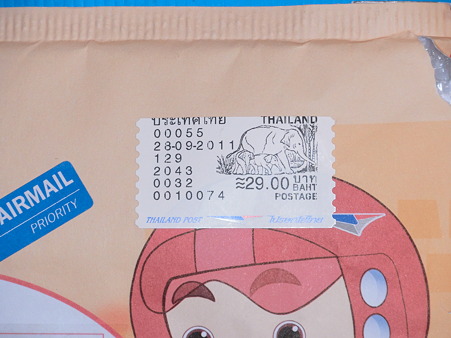 ประเทศไทย THAILAND
00055
28-09-2011
129
2043
0032 ≈29.00 บาท BAHT
0010074 POSTAGE
THAILAND POST ไปรษณีย์ไทย
AIRMAIL
PRIORITY